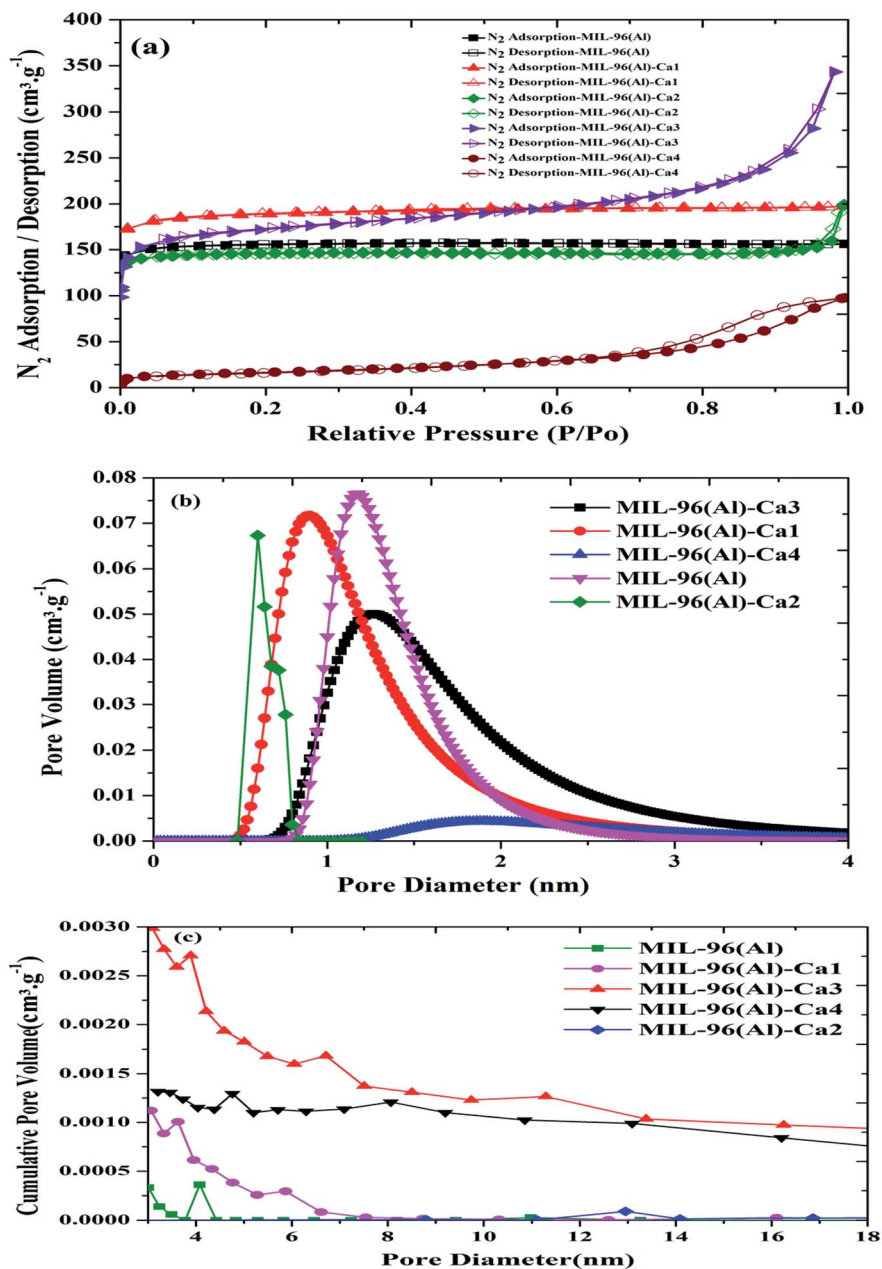 (a)
N₂ Adsorption-MIL-96(Al)
N₂ Desorption-MIL-96(Al)
N₂ Adsorption-MIL-96(Al)-Ca1
N₂ Desorption-MIL-96(Al)-Ca1
N₂ Adsorption-MIL-96(Al)-Ca2
N₂ Desorption-MIL-96(Al)-Ca2
N₂ Adsorption-MIL-96(Al)-Ca3
N₂ Desorption-MIL-96(Al)-Ca3
N₂ Adsorption-MIL-96(Al)-Ca4
N₂ Desorption-MIL-96(Al)-Ca4
N₂ Adsorption / Desorption (cm³.g⁻¹)
400
350
300
250
200
150
100
50
0
0.0 0.2 0.4 0.6 0.8 1.0
Relative Pressure (P/Po)
(b)
MIL-96(Al)-Ca3
MIL-96(Al)-Ca1
MIL-96(Al)-Ca4
MIL-96(Al)
MIL-96(Al)-Ca2
Pore Volume (cm³.g⁻¹)
0.08
0.07
0.06
0.05
0.04
0.03
0.02
0.01
0.00
0 1 2 3 4
Pore Diameter (nm)
(c)
MIL-96(Al)
MIL-96(Al)-Ca1
MIL-96(Al)-Ca3
MIL-96(Al)-Ca4
MIL-96(Al)-Ca2
Cumulative Pore Volume(cm³.g⁻¹)
0.0030
0.0025
0.0020
0.0015
0.0010
0.0005
0.0000
4 6 8 10 12 14 16 18
Pore Diameter(nm)